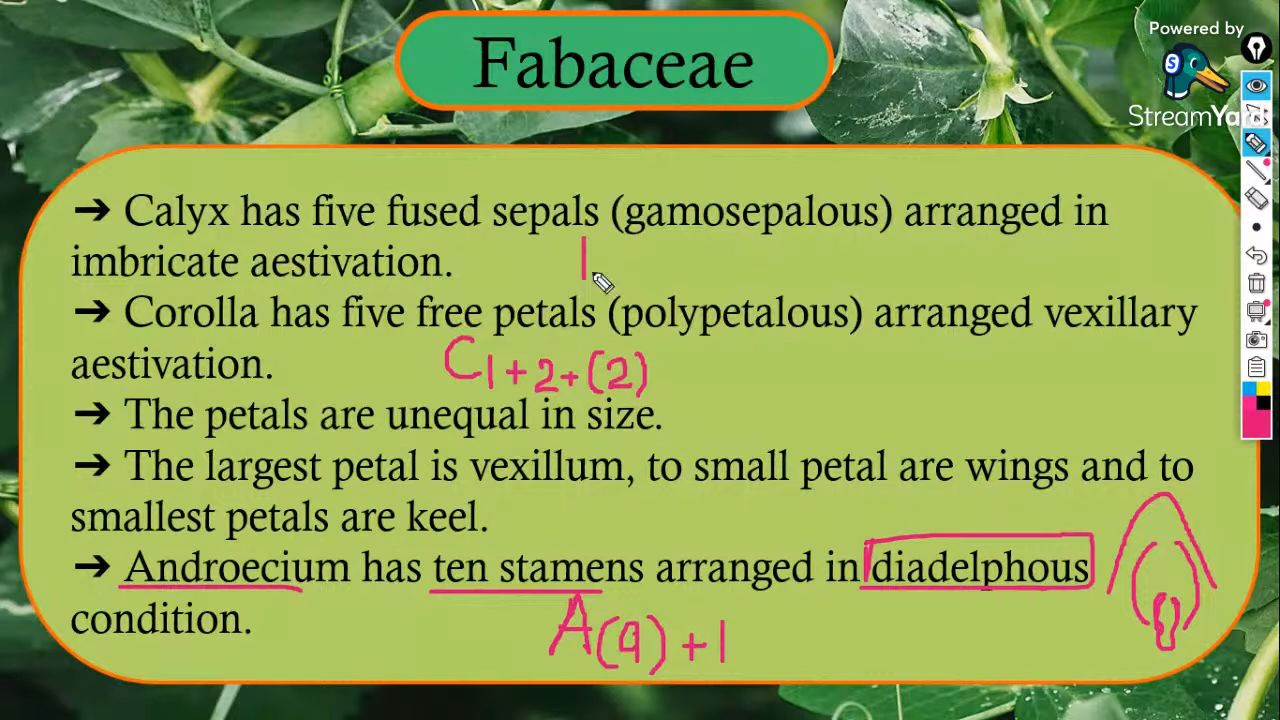 Powered by
Fabaceae
StreamYard
→ Calyx has five fused sepals (gamosepalous) arranged in
imbricate aestivation.
→ Corolla has five free petals (polypetalous) arranged vexillary
aestivation.
C1+2+(2)
→ The petals are unequal in size.
→ The largest petal is vexillum, to small petal are wings and to
smallest petals are keel.
→ Androecium has ten stamens arranged in diadelphous
condition.
A(9)+1